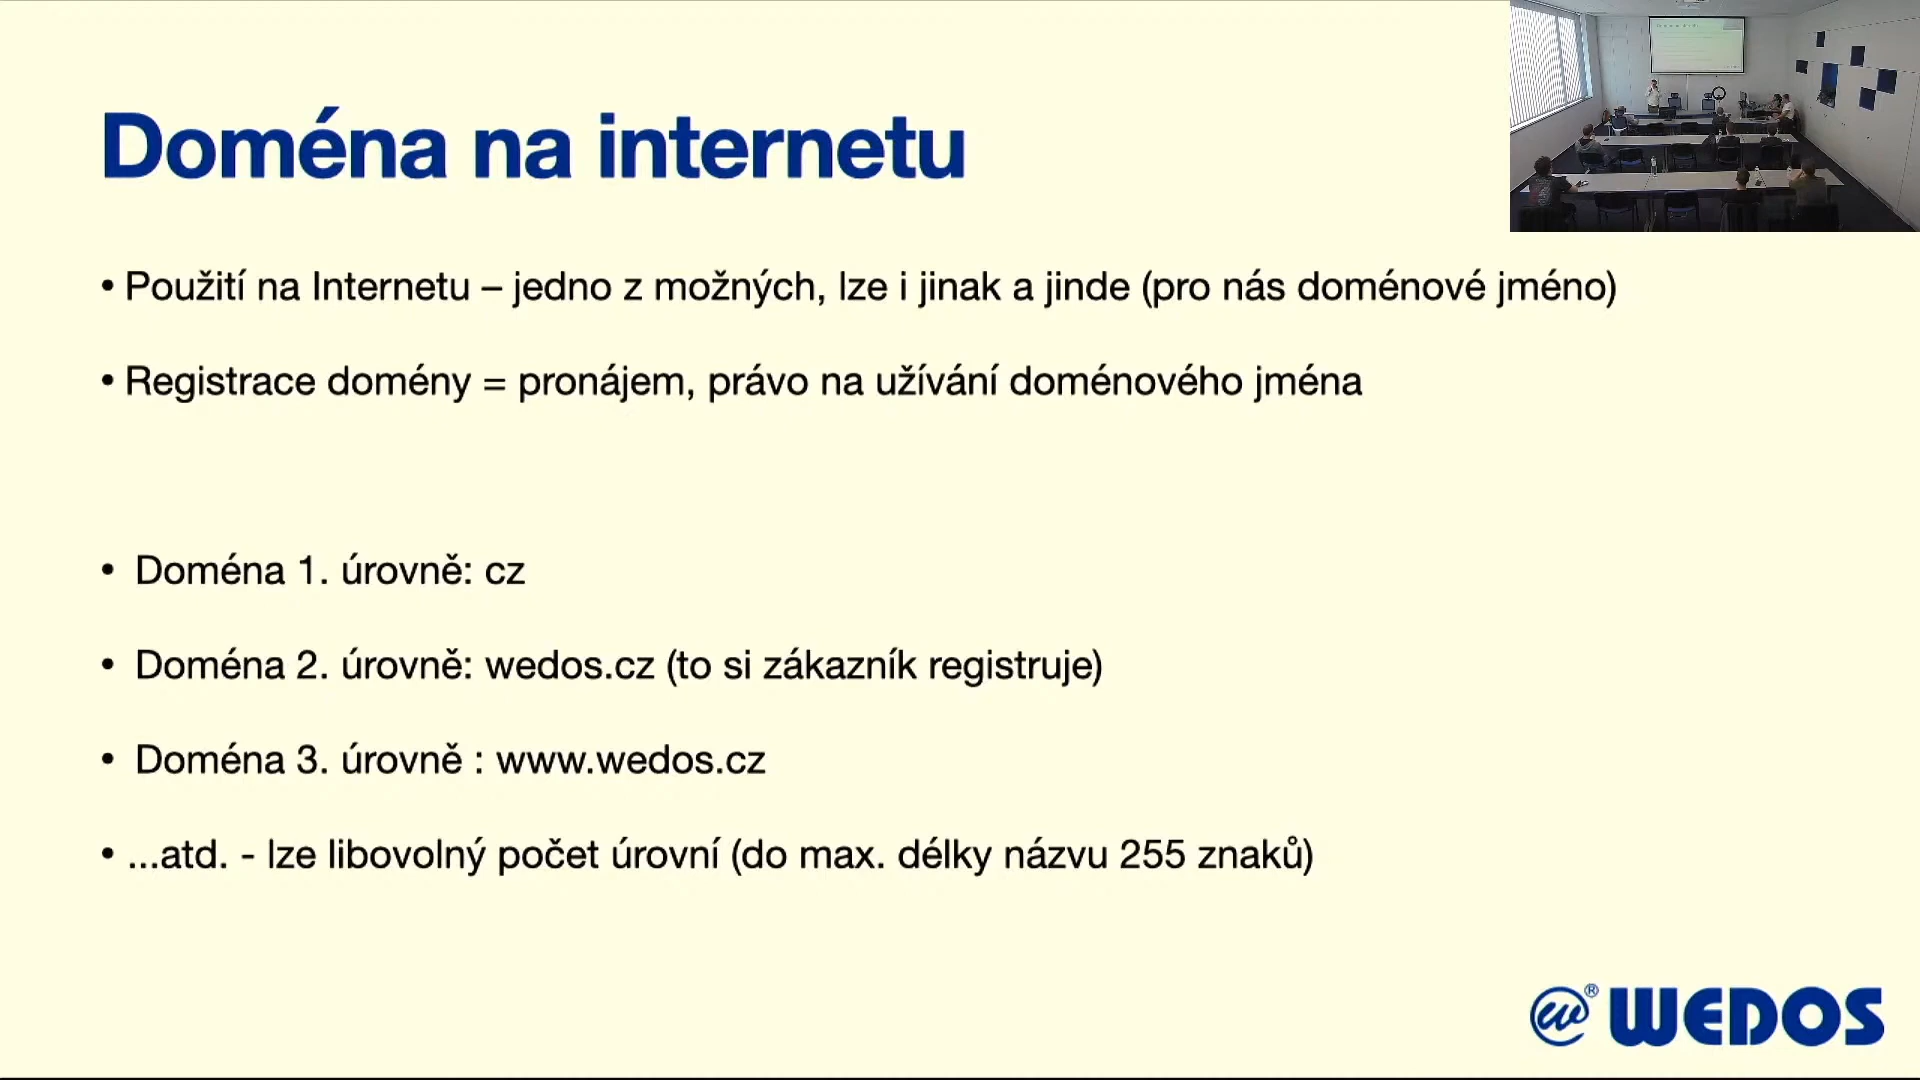 Doména na internetu
• Použití na Internetu – jedno z možných, lze i jinak a jinde (pro nás doménové jméno)
• Registrace domény = pronájem, právo na užívání doménového jména
• Doména 1. úrovně: cz
• Doména 2. úrovně: wedos.cz (to si zákazník registruje)
• Doména 3. úrovně : www.wedos.cz
• ...atd. - lze libovolný počet úrovní (do max. délky názvu 255 znaků)
w® WEDOS